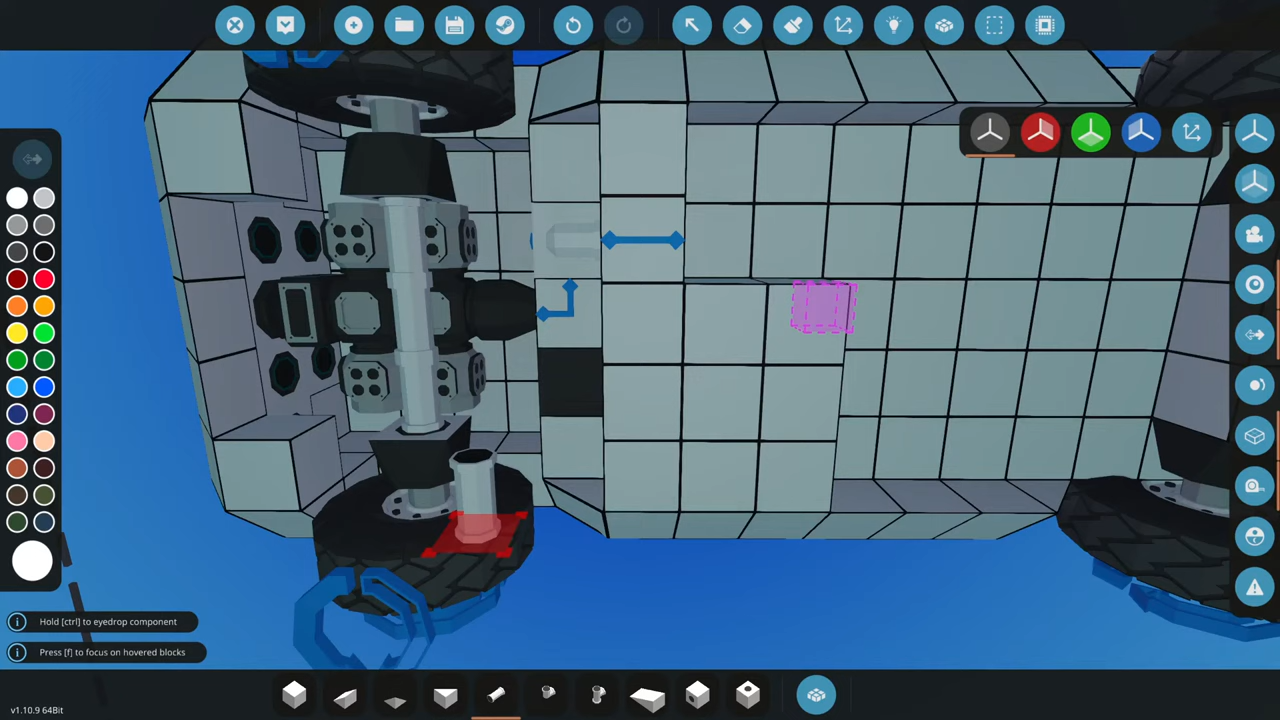 Hold [ctrl] to eyedrop component
Press [f] to focus on hovered blocks
v1.10.9 64Bit